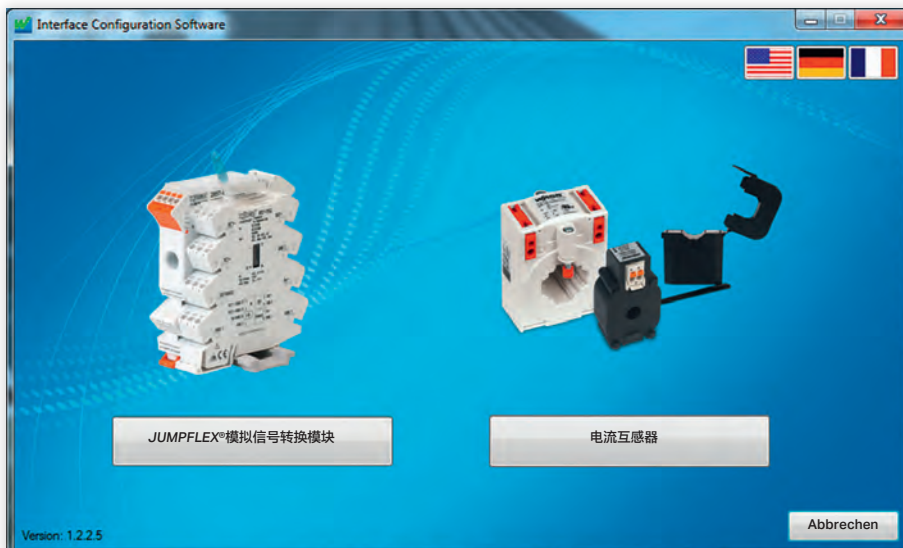 Interface Configuration Software
JUMPFLEX®模拟信号转换模块
电流互感器
Abbrechen
Version: 1.2.2.5